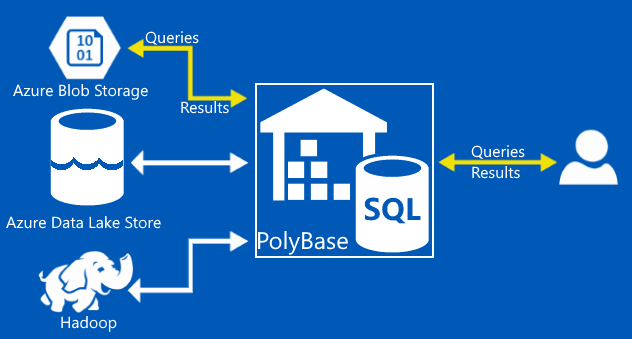 Queries
10
01
Azure Blob Storage
Results
Azure Data Lake Store
Hadoop
PolyBase
SQL
Queries
Results